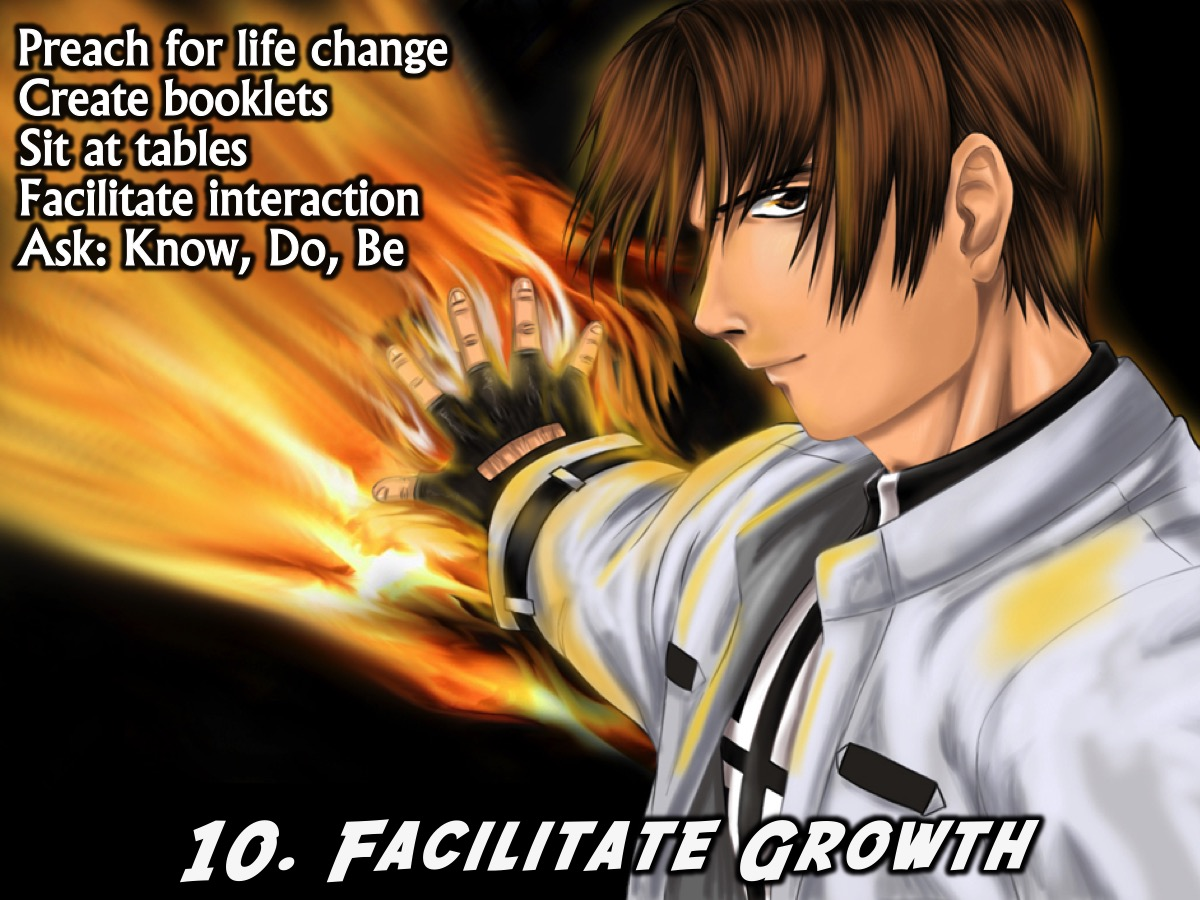 Preach for life change
Create booklets
Sit at tables
Facilitate interaction
Ask: Know, Do, Be
10. Facilitate Growth